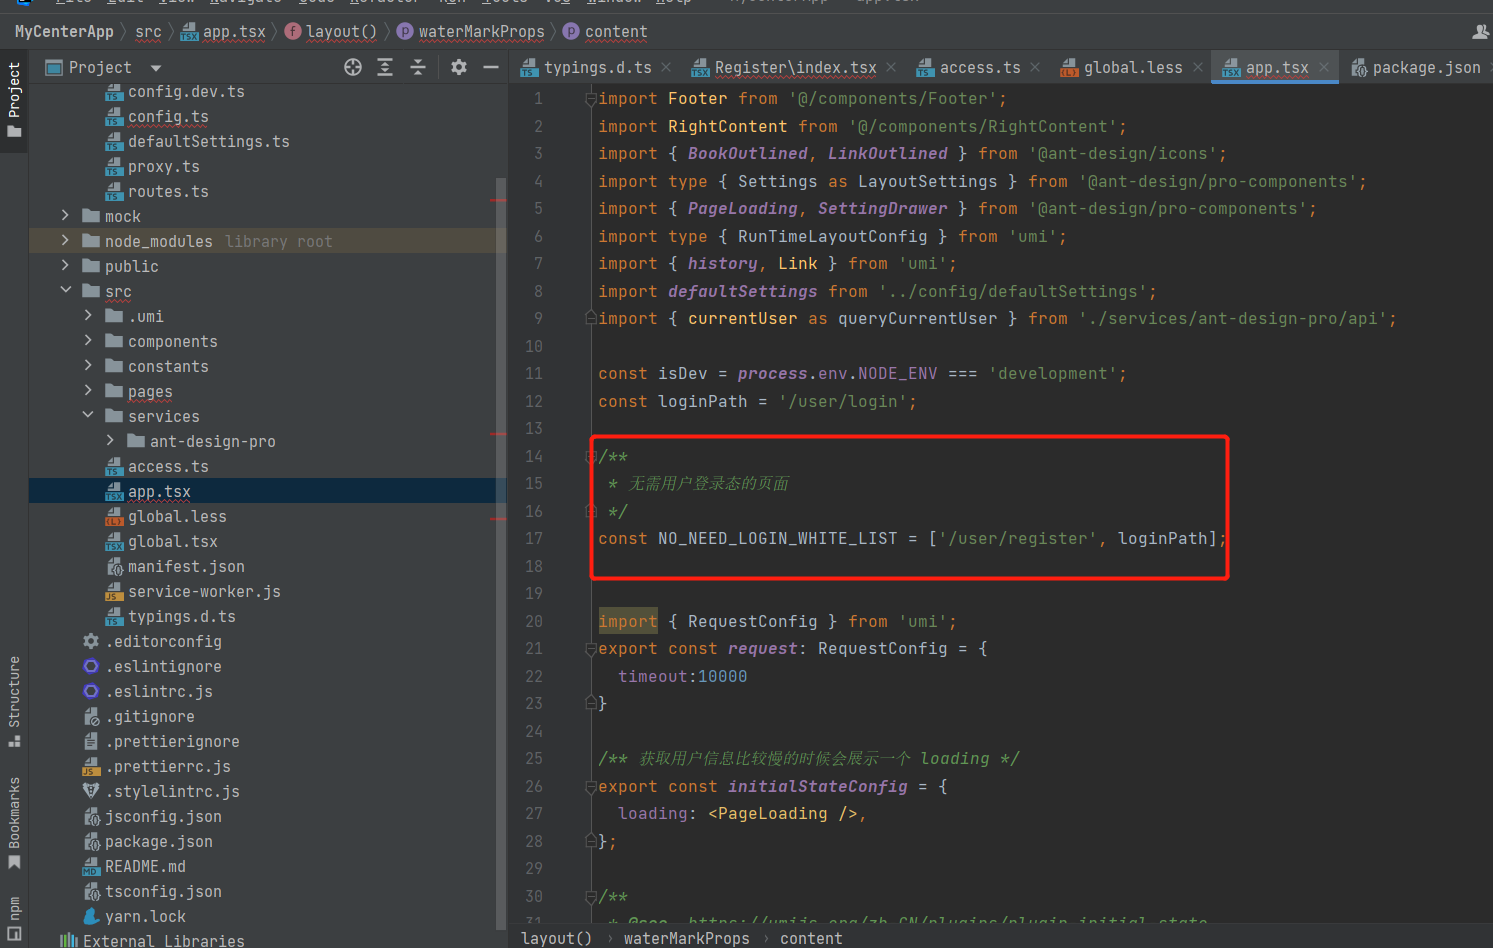 MyCenterApp src app.tsx layout() waterMarkProps content
Project
typings.d.ts Register\index.tsx access.ts global.less app.tsx package.json
Project
config.dev.ts
config.ts
defaultSettings.ts
proxy.ts
routes.ts
mock
node_modules library root
public
src
.umi
components
constants
pages
services
ant-design-pro
access.ts
app.tsx
global.less
global.tsx
manifest.json
service-worker.js
typings.d.ts
.editorconfig
.eslintignore
.eslintrc.js
.gitignore
.prettierignore
.prettierrc.js
.stylelintrc.js
jsconfig.json
package.json
README.md
tsconfig.json
yarn.lock
External Libraries
Structure
Bookmarks
npm
1 import Footer from '@/components/Footer';
2 import RightContent from '@/components/RightContent';
3 import { BookOutlined, LinkOutlined } from '@ant-design/icons';
4 import type { Settings as LayoutSettings } from '@ant-design/pro-components';
5 import { PageLoading, SettingDrawer } from '@ant-design/pro-components';
6 import type { RunTimeLayoutConfig } from 'umi';
7 import { history, Link } from 'umi';
8 import defaultSettings from '../config/defaultSettings';
9 import { currentUser as queryCurrentUser } from './services/ant-design-pro/api';
10
11 const isDev = process.env.NODE_ENV === 'development';
12 const loginPath = '/user/login';
13
14 /**
15 * 无需用户登录态的页面
16 */
17 const NO_NEED_LOGIN_WHITE_LIST = ['/user/register', loginPath];
18
19
20 import { RequestConfig } from 'umi';
21 export const request: RequestConfig = {
22 timeout:10000
23 }
24
25 /** 获取用户信息比较慢的时候会展示一个 loading */
26 export const initialStateConfig = {
27 loading: <PageLoading />,
28 };
29
30 /**
layout() waterMarkProps content